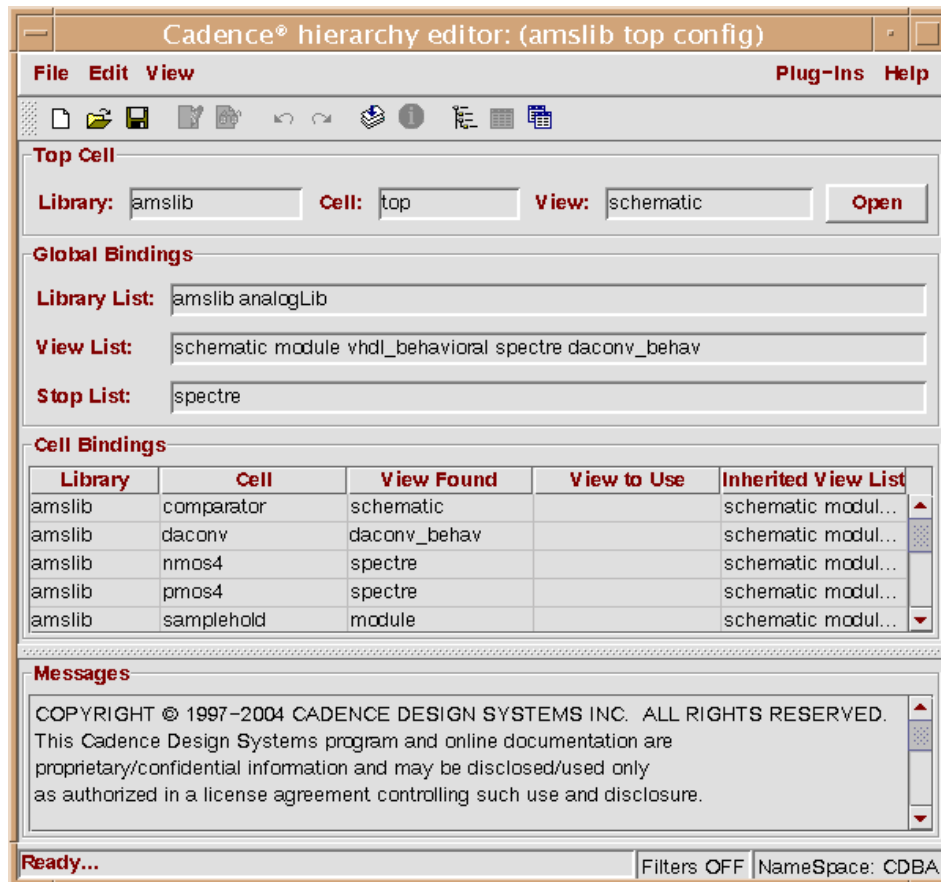 Cadence® hierarchy editor: (amslib top config)
File Edit View Plug-Ins Help
Top Cell
Library: amslib Cell: top View: schematic Open
Global Bindings
Library List: amslib analogLib
View List: schematic module vhdl_behavioral spectre daconv_behav
Stop List: spectre
Cell Bindings
Library Cell View Found View to Use Inherited View List
amslib comparator schematic schematic modul...
amslib daconv daconv_behav schematic modul...
amslib nmos4 spectre schematic modul...
amslib pmos4 spectre schematic modul...
amslib samplehold module schematic modul...
Messages
COPYRIGHT © 1997-2004 CADENCE DESIGN SYSTEMS INC. ALL RIGHTS RESERVED.
This Cadence Design Systems program and online documentation are
proprietary/confidential information and may be disclosed/used only
as authorized in a license agreement controlling such use and disclosure.
Ready... Filters OFF NameSpace: CDBA